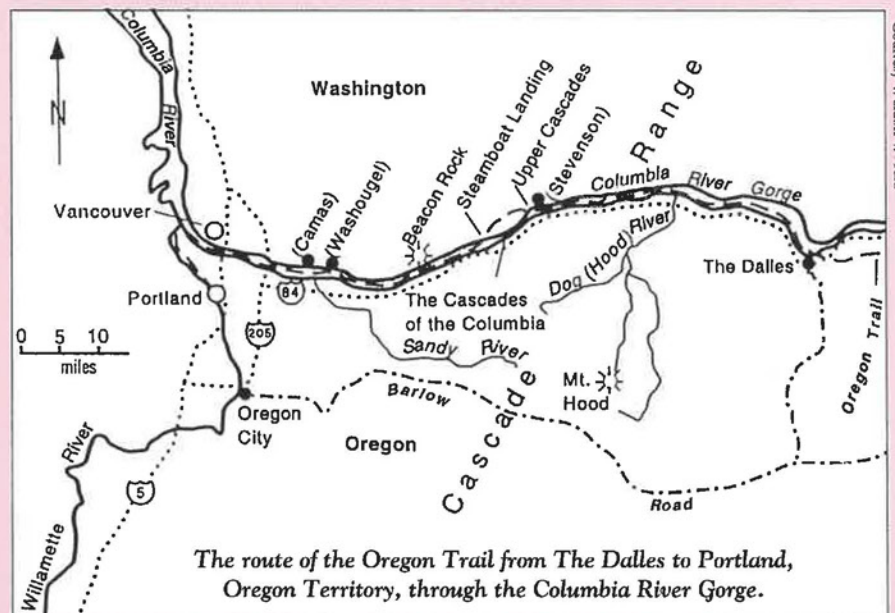 Columbia
River
N
Washington
Vancouver
(Camas)
(Washougel)
Beacon Rock
Steamboat Landing
Upper Cascades
(Stevenson)
Range
Columbia River Gorge
Dog (Hood) River
The Dalles
Portland
84
The Cascades
of the Columbia
205
Sandy River
0 5 10
miles
Mt.
Hood
Oregon Trail
Oregon
City
Barlow
Oregon
Cascade
Road
River
5
Willamette
The route of the Oregon Trail from The Dalles to Portland,
Oregon Territory, through the Columbia River Gorge.